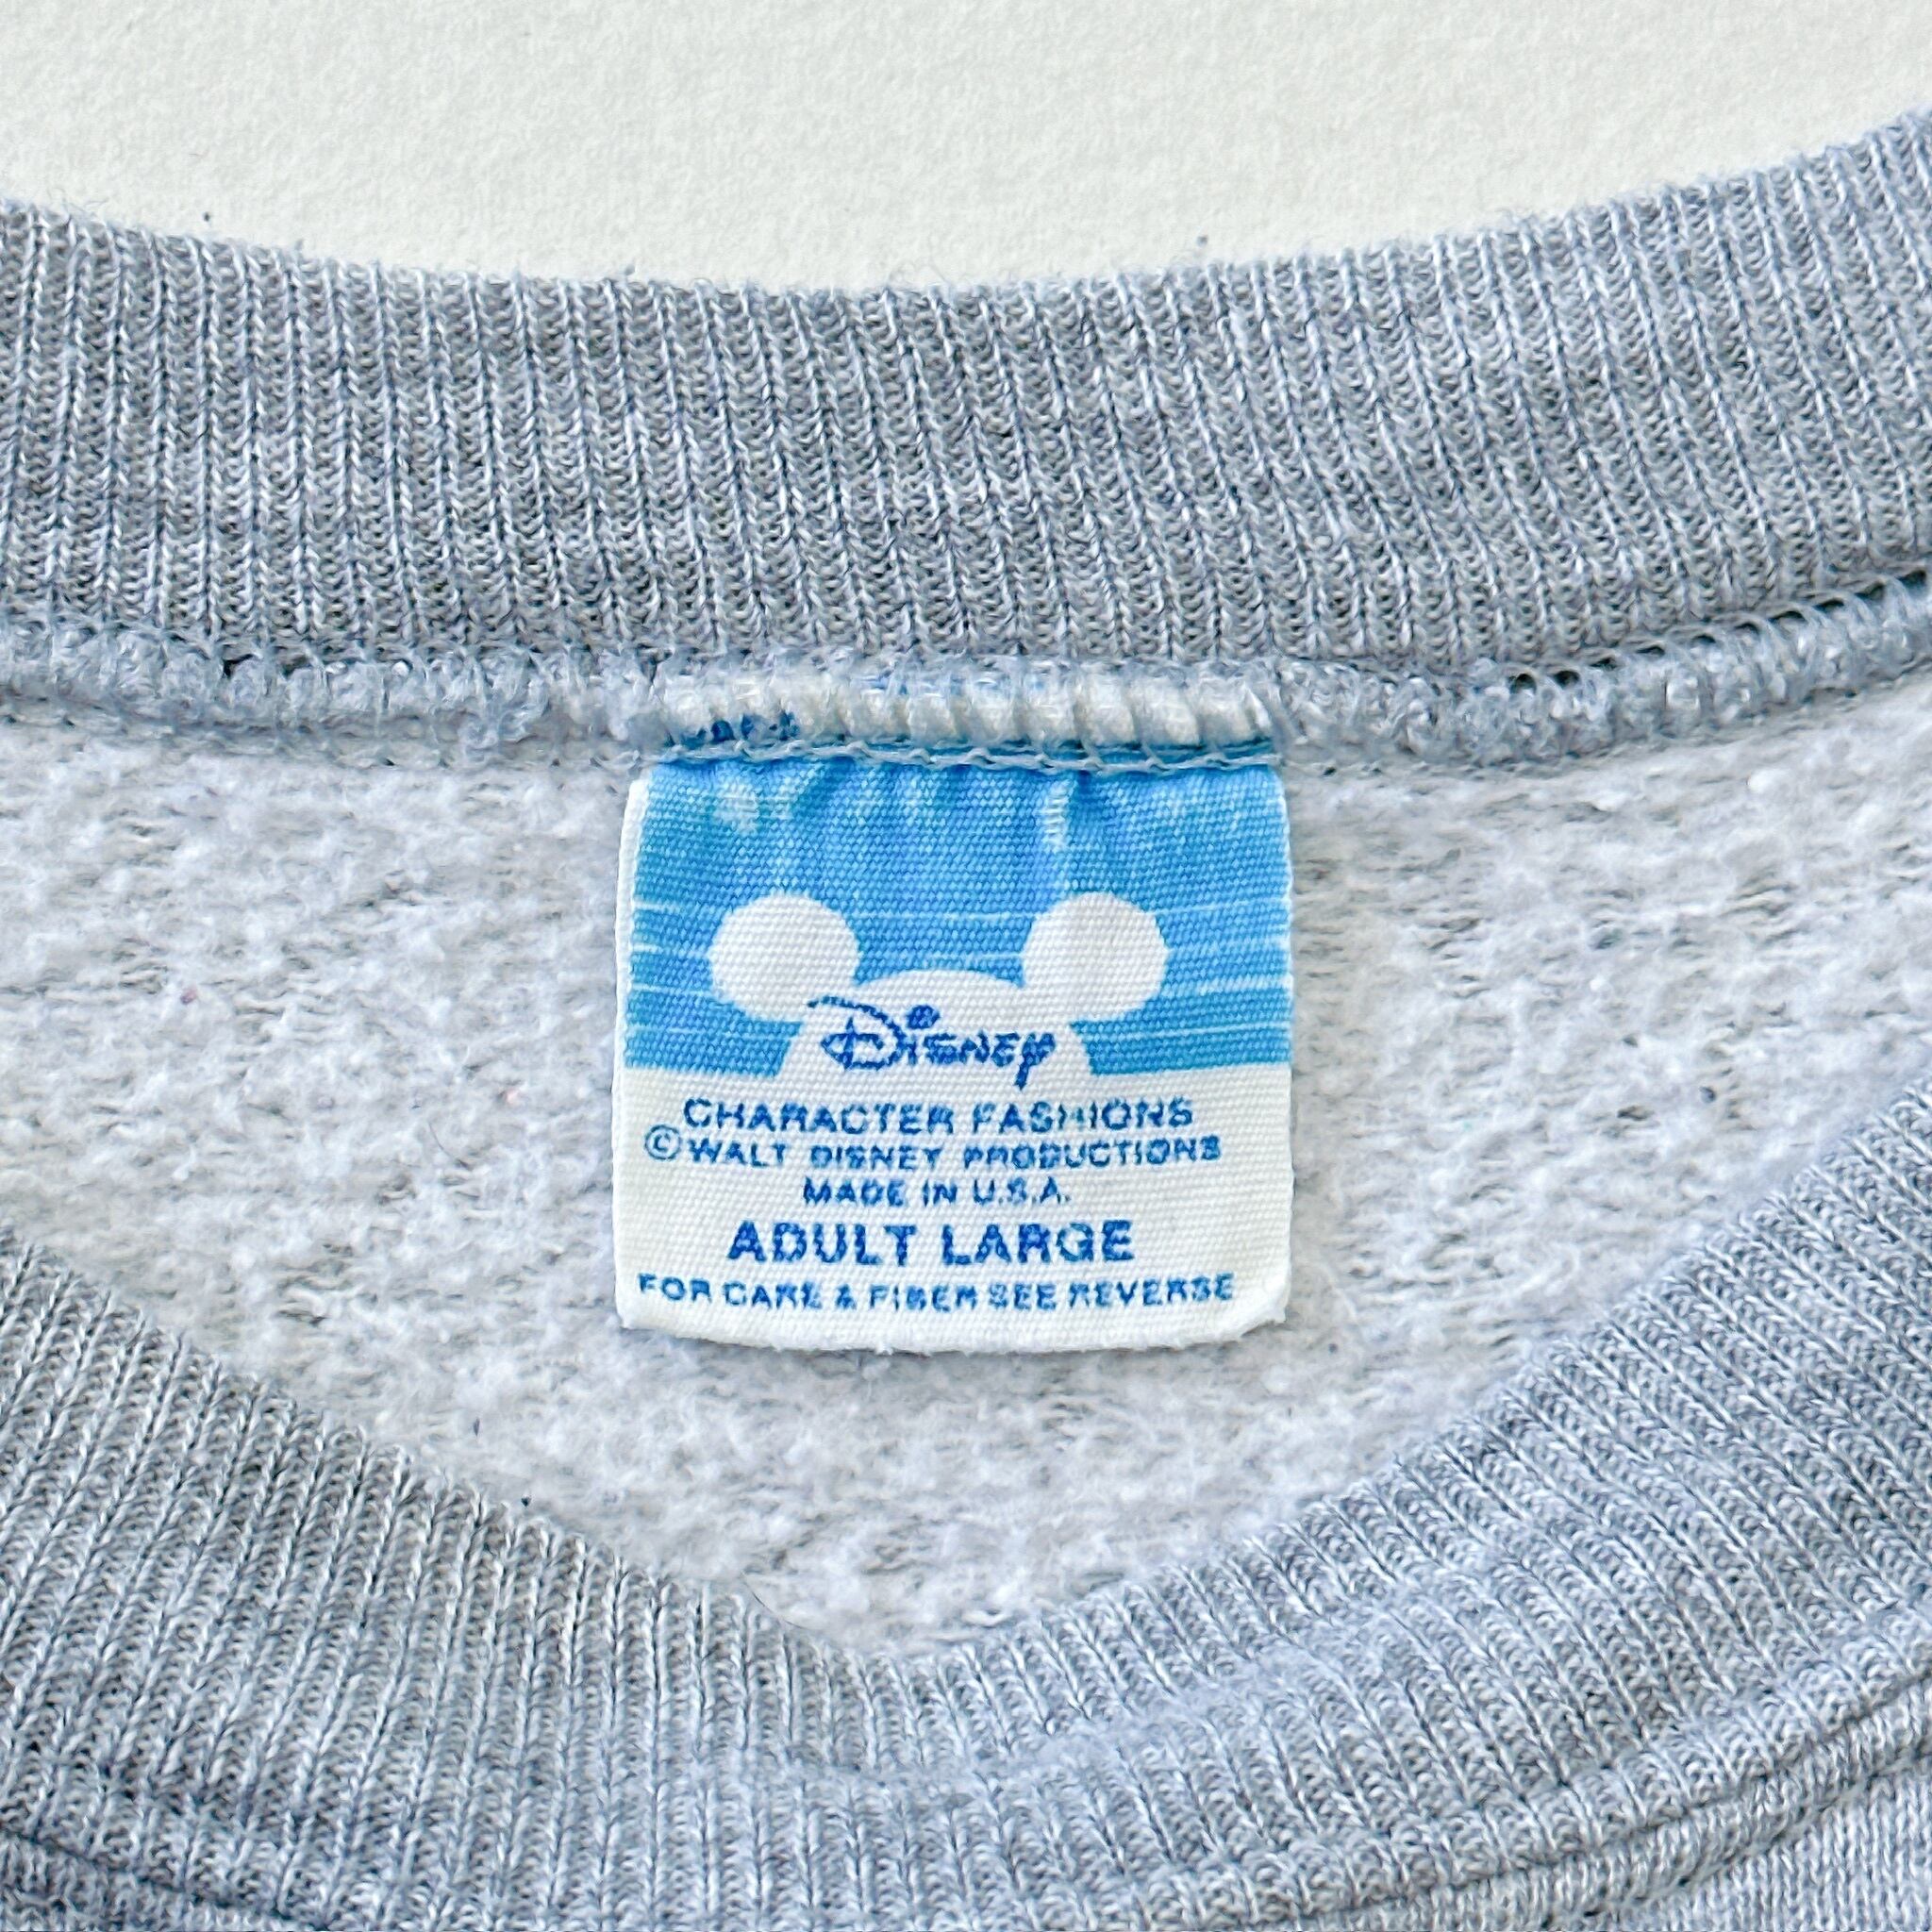 Disney
CHARACTER FASHIONS
©WALT DISNEY PRODUCTIONS
MADE IN U.S.A.
ADULT LARGE
FOR CARE & FIBER SEE REVERSE